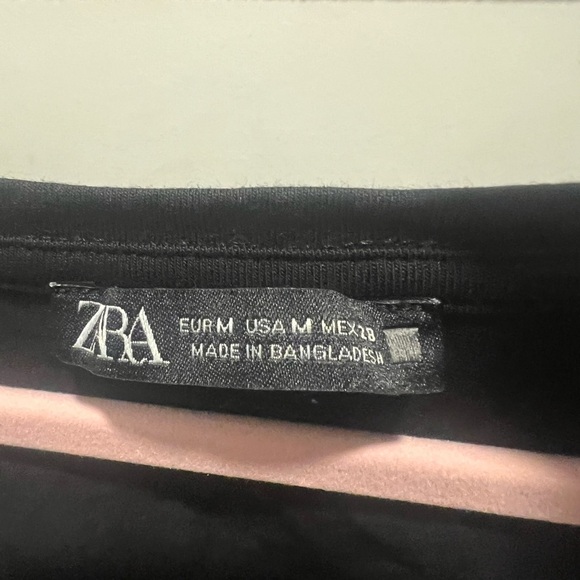 ZARA
EUR M USA M MEX 28
MADE IN BANGLADESH